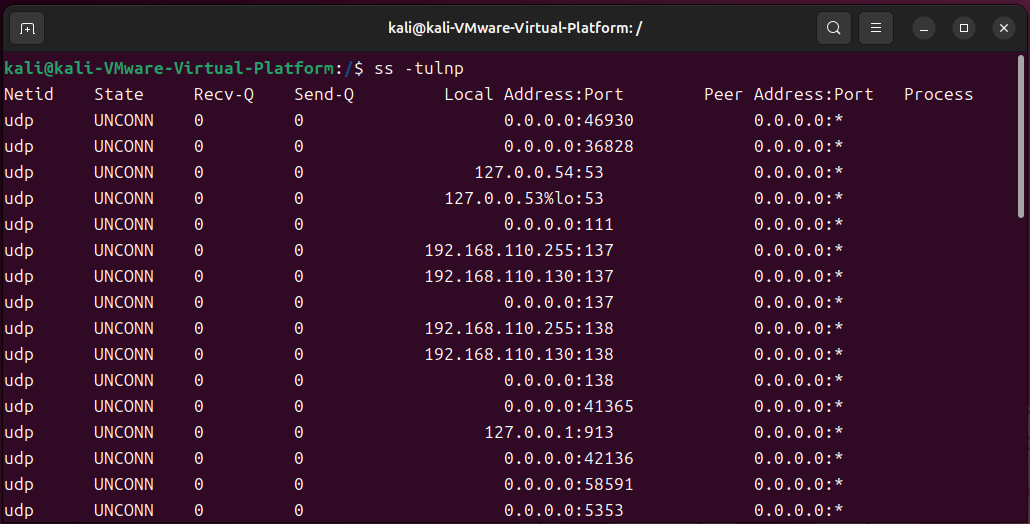 kali@kali-VMware-Virtual-Platform: /
kali@kali-VMware-Virtual-Platform:/$ ss -tulnp
Netid State Recv-Q Send-Q Local Address:Port Peer Address:Port Process
udp UNCONN 0 0 0.0.0.0:46930 0.0.0.0:*
udp UNCONN 0 0 0.0.0.0:36828 0.0.0.0:*
udp UNCONN 0 0 127.0.0.54:53 0.0.0.0:*
udp UNCONN 0 0 127.0.0.53%lo:53 0.0.0.0:*
udp UNCONN 0 0 0.0.0.0:111 0.0.0.0:*
udp UNCONN 0 0 192.168.110.255:137 0.0.0.0:*
udp UNCONN 0 0 192.168.110.130:137 0.0.0.0:*
udp UNCONN 0 0 0.0.0.0:137 0.0.0.0:*
udp UNCONN 0 0 192.168.110.255:138 0.0.0.0:*
udp UNCONN 0 0 192.168.110.130:138 0.0.0.0:*
udp UNCONN 0 0 0.0.0.0:138 0.0.0.0:*
udp UNCONN 0 0 0.0.0.0:41365 0.0.0.0:*
udp UNCONN 0 0 127.0.0.1:913 0.0.0.0:*
udp UNCONN 0 0 0.0.0.0:42136 0.0.0.0:*
udp UNCONN 0 0 0.0.0.0:58591 0.0.0.0:*
udp UNCONN 0 0 0.0.0.0:5353 0.0.0.0:*